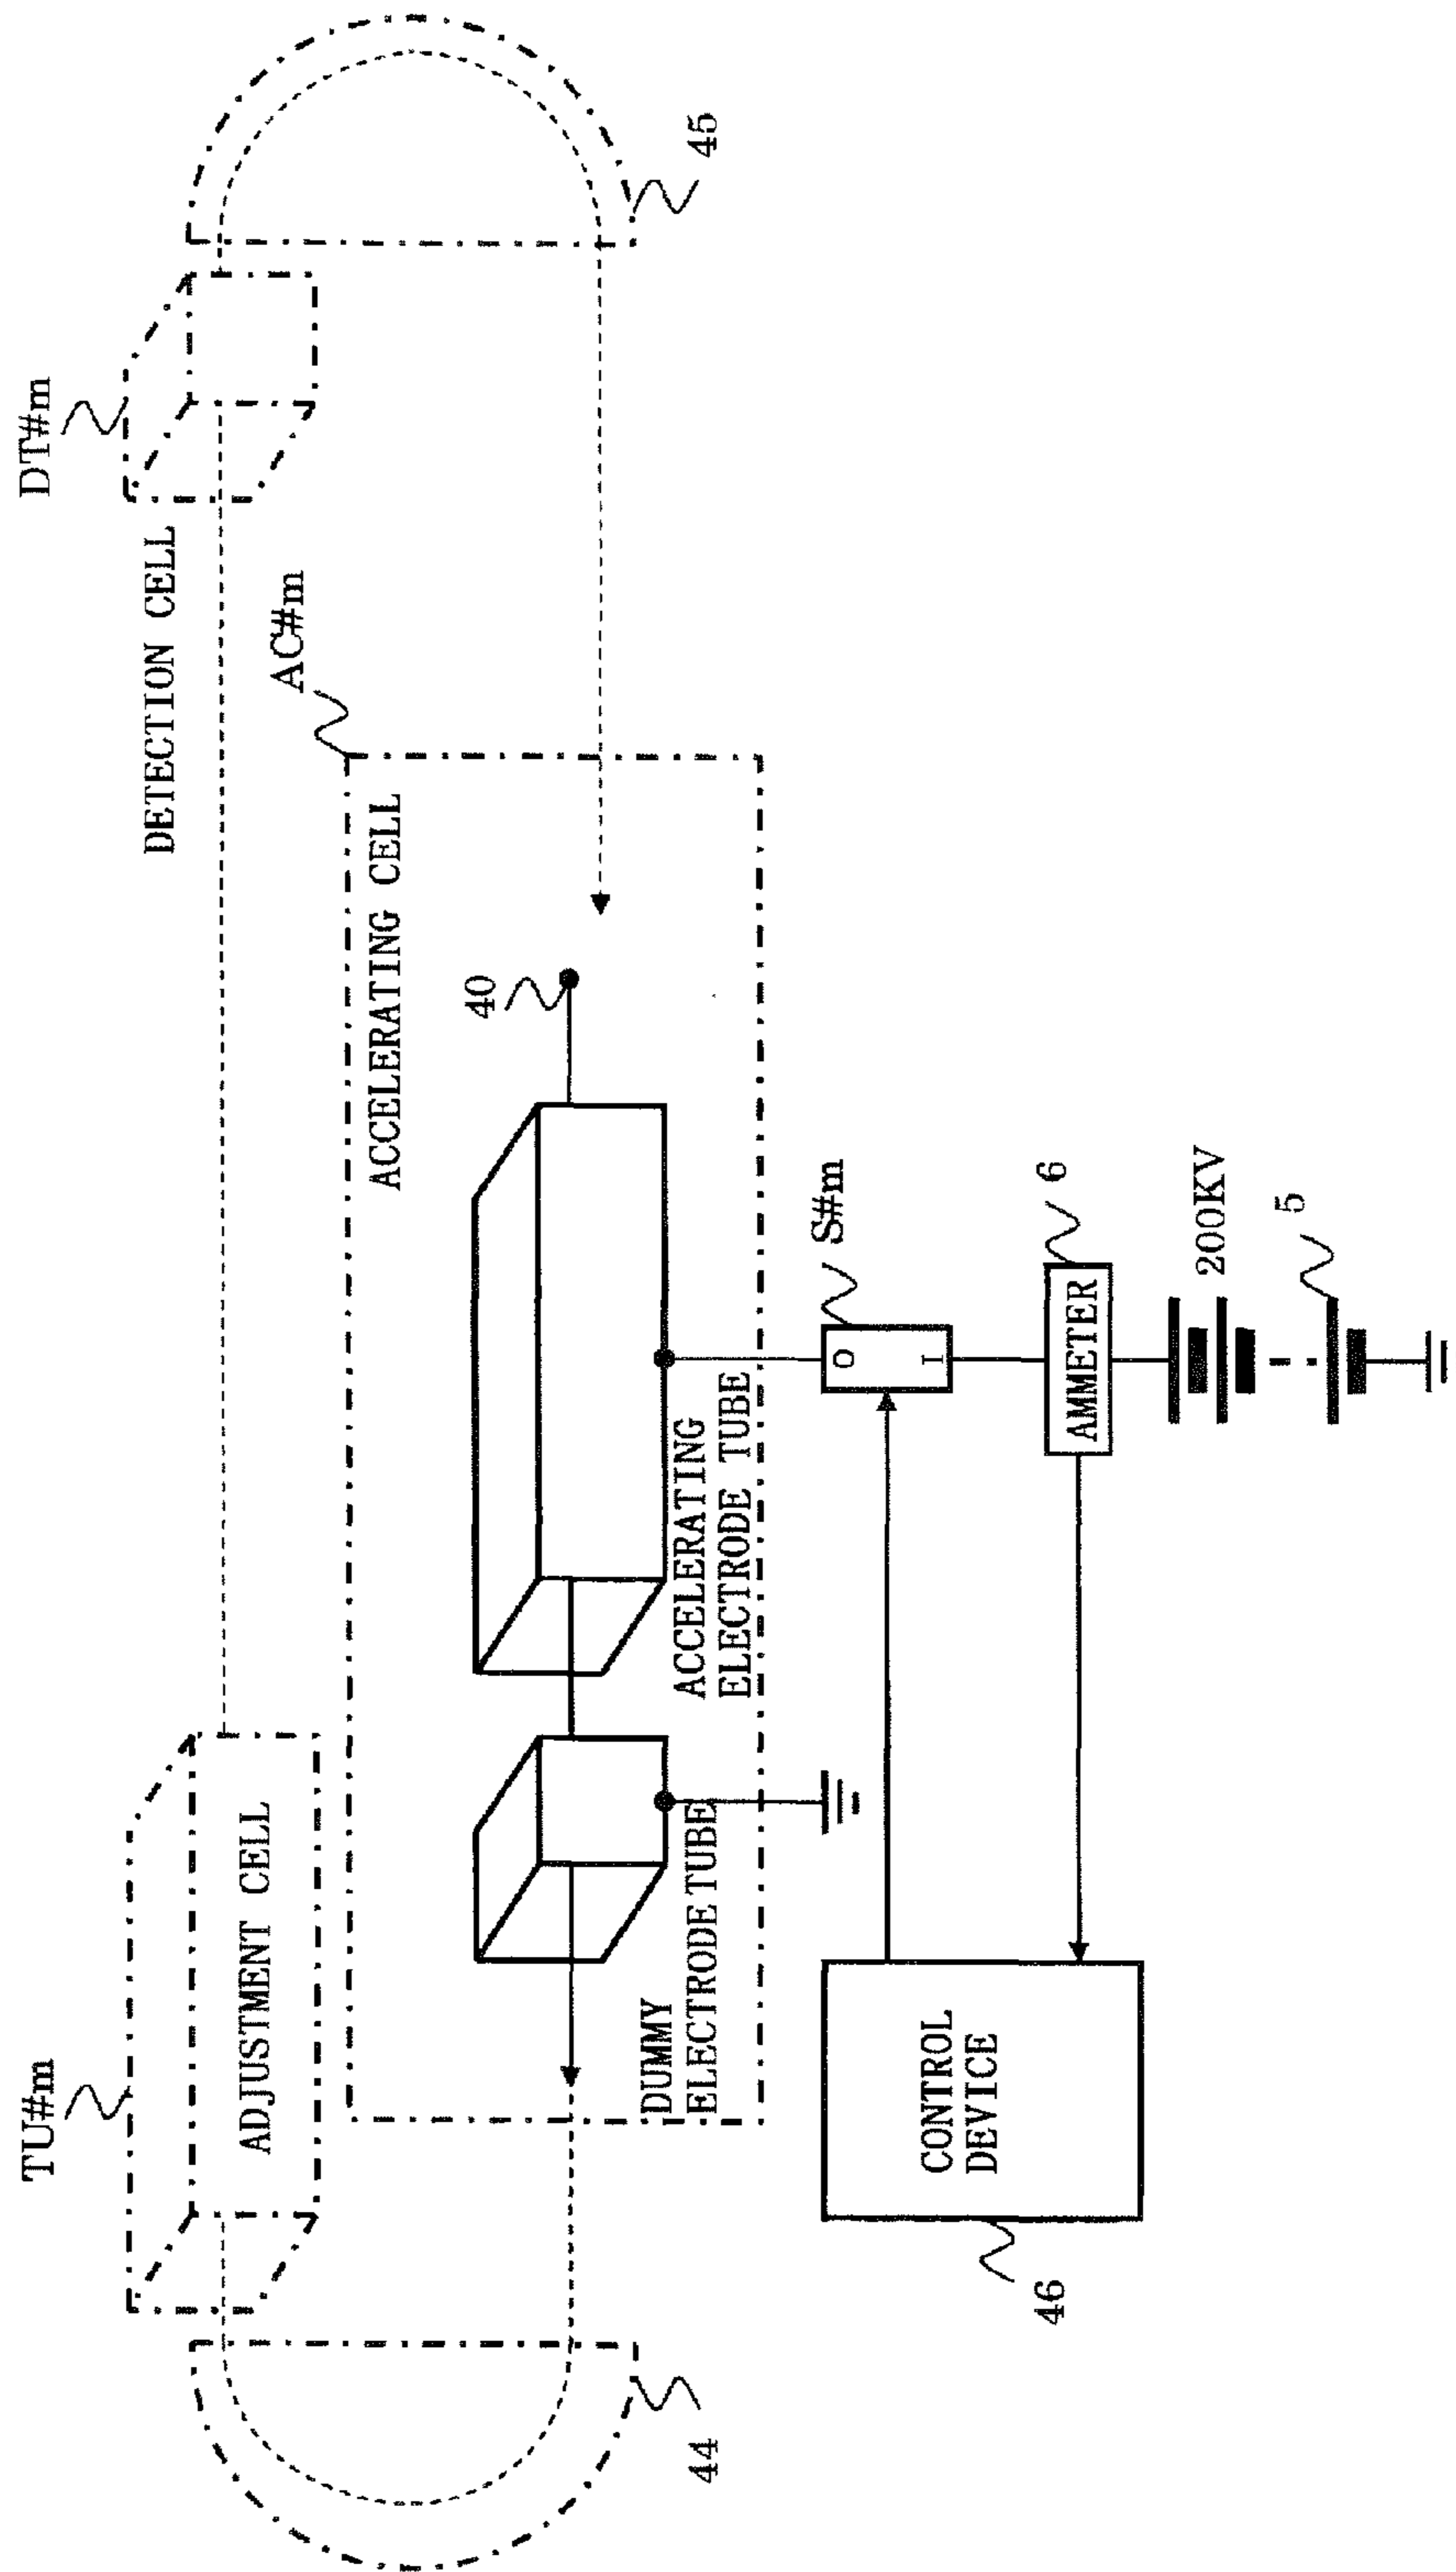 TU#m
DT#m
ADJUSTMENT CELL
DETECTION CELL
AC#m
ACCELERATING CELL
40
44
45
DUMMY
ELECTRODE TUBE
ACCELERATING
ELECTRODE TUBE
S#m
O
I
CONTROL
DEVICE
46
AMMETER
6
200KV
5